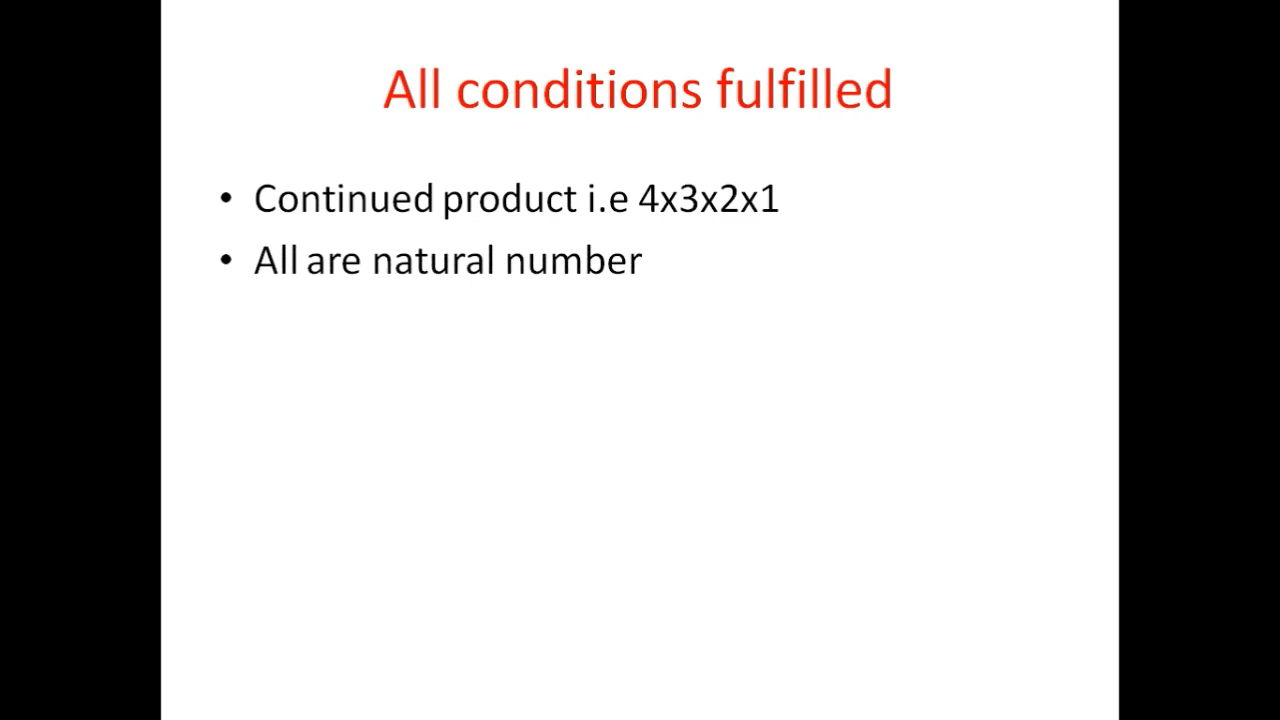 All conditions fulfilled
• Continued product i.e 4x3x2x1
• All are natural number